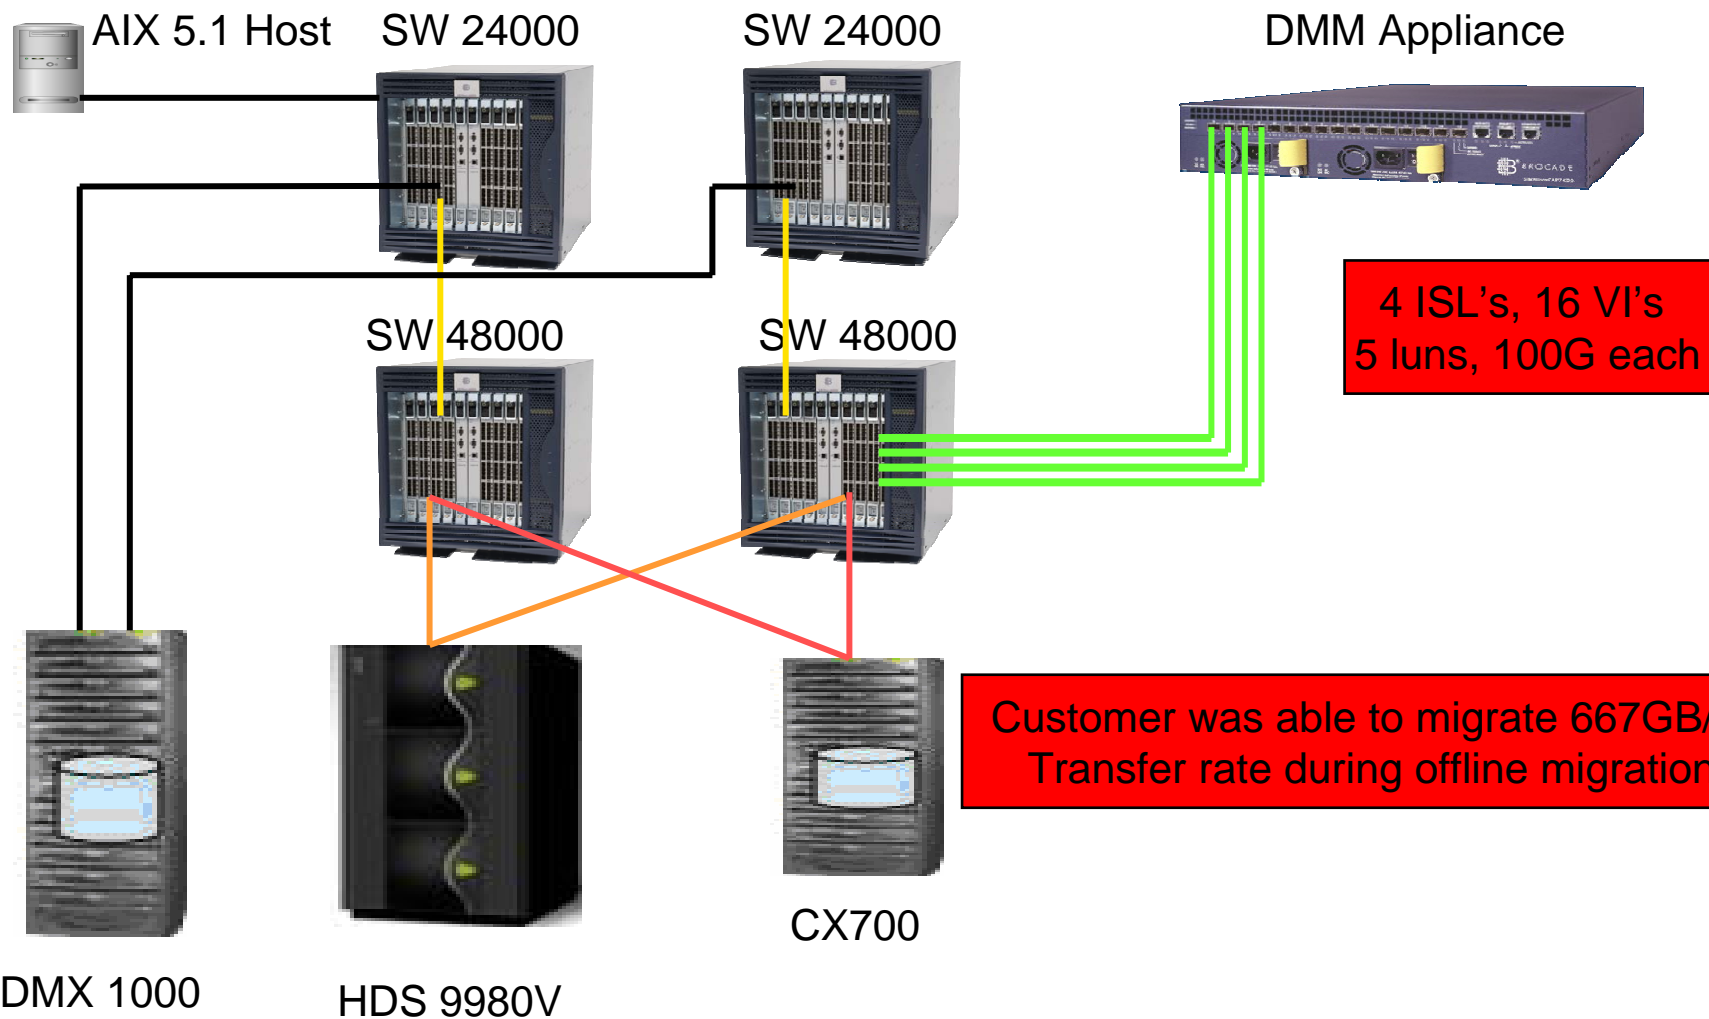 AIX 5.1 Host
SW 24000
SW 24000
DMM Appliance
BROCADE
4 ISL's, 16 VI's
5 luns, 100G each
SW 48000
SW 48000
Customer was able to migrate 667GB/
Transfer rate during offline migration
CX700
DMX 1000
HDS 9980V